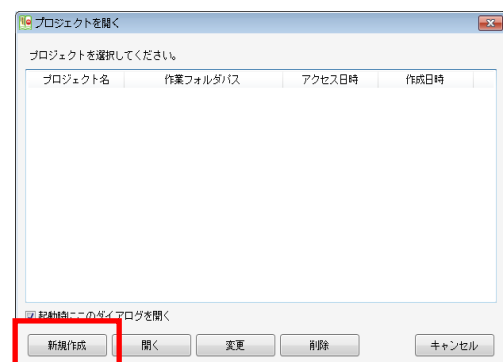 プロジェクトを開く
プロジェクトを選択してください。
プロジェクト名 作業フォルダパス アクセス日時 作成日時
起動時にこのダイアログを開く
新規作成 開く 変更 削除 キャンセル